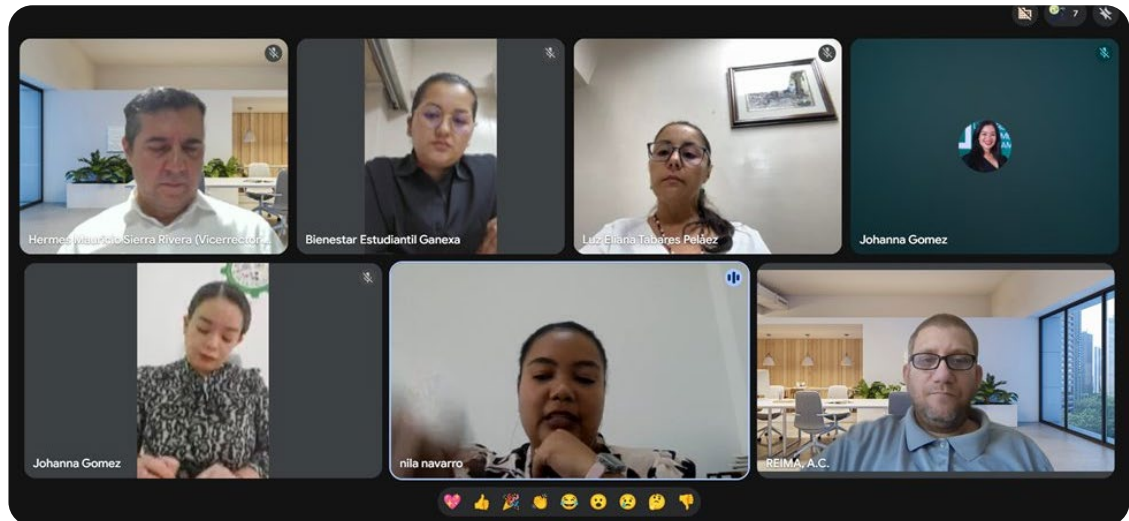 7
Hermes Mauricio Sierra Rivera (Vicerrector...
Bienestar Estudiantil Ganexa
Luz Eliana Tabares Peláez
Johanna Gomez
Johanna Gomez
nila navarro
REIMA, A.C.